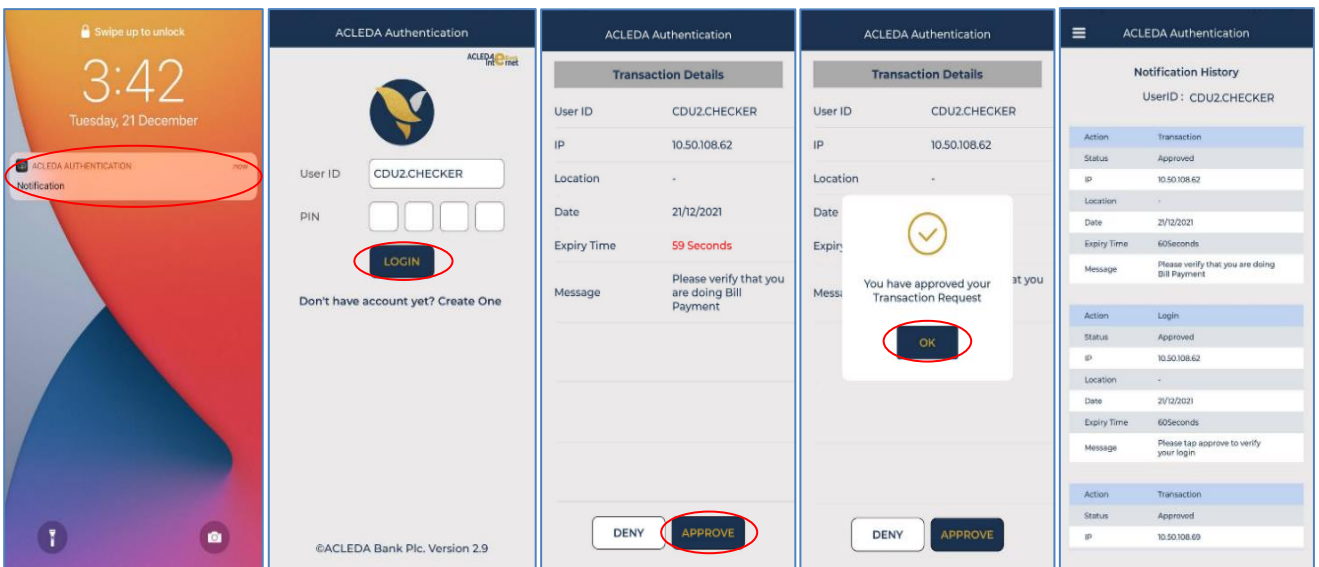 Swipe up to unlock
3:42
Tuesday, 21 December
ACLEDA AUTHENTICATION now
Notification
ACLEDA Authentication
ACLEDA e Bank
Internet
User ID CDU2.CHECKER
PIN
LOGIN
Don't have account yet? Create One
©ACLEDA Bank Plc. Version 2.9
ACLEDA Authentication
Transaction Details
User ID CDU2.CHECKER
IP 10.50.108.62
Location -
Date 21/12/2021
Expiry Time 59 Seconds
Message Please verify that you
are doing Bill
Payment
DENY APPROVE
ACLEDA Authentication
Transaction Details
User ID CDU2.CHECKER
IP 10.50.108.62
Location -
Date
Expiry
Messa at you
You have approved your
Transaction Request
OK
DENY APPROVE
ACLEDA Authentication
Notification History
UserID : CDU2.CHECKER
Action Transaction
Status Approved
IP 10.50.108.62
Location -
Date 21/12/2021
Expiry Time 60Seconds
Message Please verify that you are doing
Bill Payment
Action Login
Status Approved
IP 10.50.108.62
Location -
Date 21/12/2021
Expiry Time 60Seconds
Message Please tap approve to verify
your login
Action Transaction
Status Approved
IP 10.50.108.69